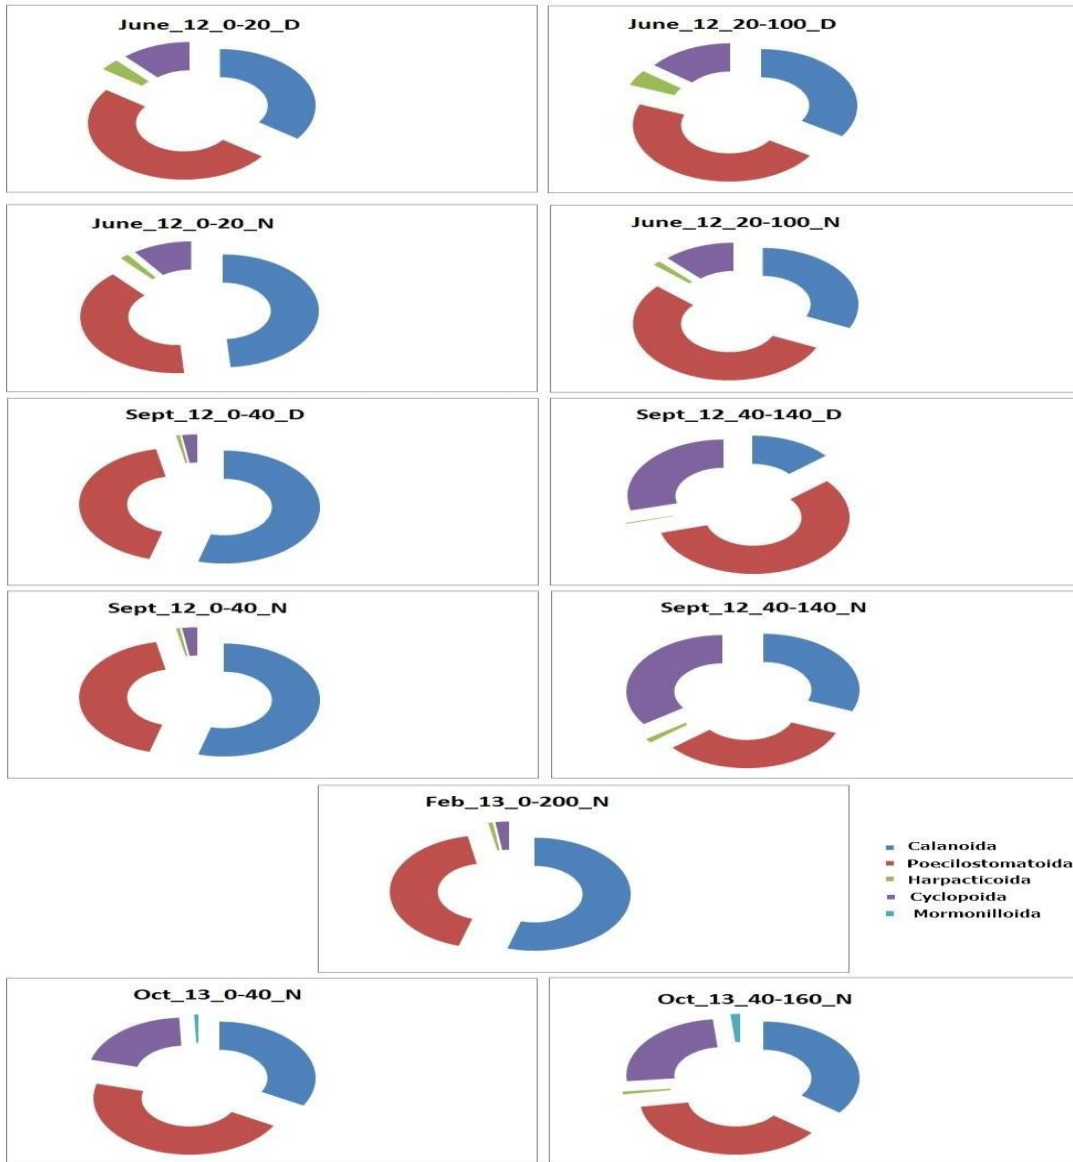 June_12_0-20_D
June_12_20-100_D
June_12_0-20_N
June_12_20-100_N
Sept_12_0-40_D
Sept_12_40-140_D
Sept_12_0-40_N
Sept_12_40-140_N
Feb_13_0-200_N
Calanoida
Poecilostomatoida
Harpacticoida
Cyclopoida
Mormonilloida
Oct_13_0-40_N
Oct_13_40-160_N